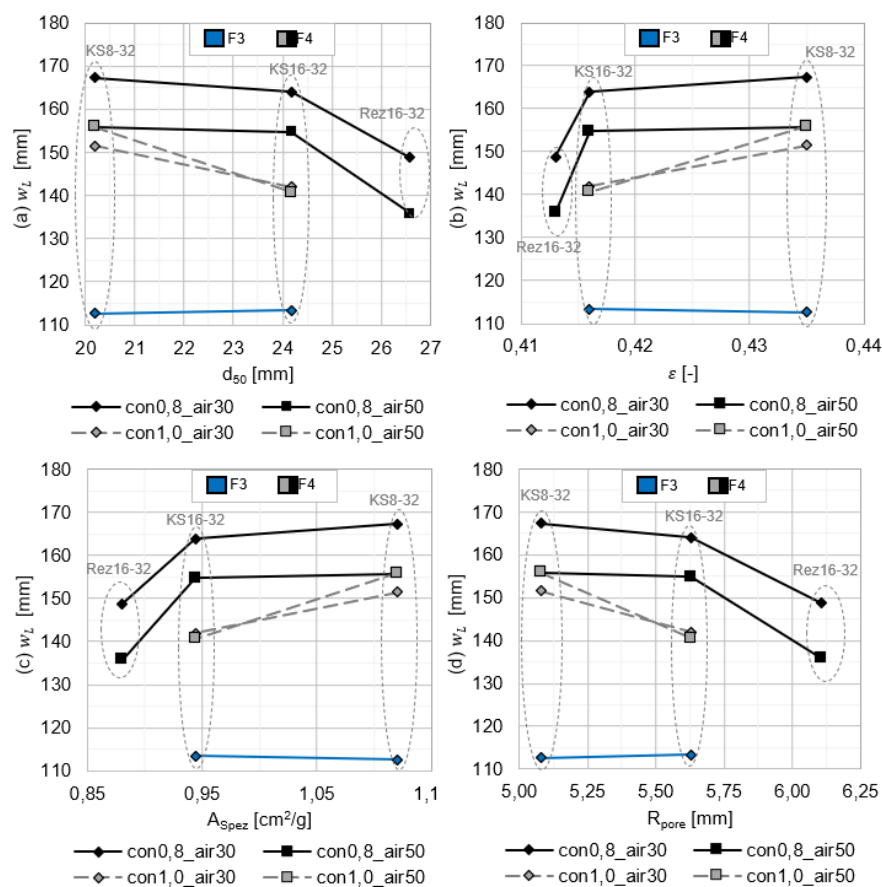 180
F3
F4
KS8-32
170
KS16-32
160
Rez16-32
150
(a) w_L [mm]
140
130
120
110
20
21
22
23
24
25
26
27
d50 [mm]
con0,8_air30
con0,8_air50
con1,0_air30
con1,0_air50
180
F3
F4
KS8-32
170
KS16-32
160
150
(b) w_L [mm]
140
130
Rez16-32
120
110
0,41
0,42
0,43
0,44
ε [-]
con0,8_air30
con0,8_air50
con1,0_air30
con1,0_air50
180
F3
F4
KS8-32
170
KS16-32
160
Rez16-32
150
(c) w_L [mm]
140
130
120
110
0,85
0,95
1,05
1,1
A_Spez [cm²/g]
con0,8_air30
con0,8_air50
con1,0_air30
con1,0_air50
180
F3
F4
KS8-32
170
KS16-32
160
Rez16-32
150
(d) w_L [mm]
140
130
120
110
5,00
5,25
5,50
5,75
6,00
6,25
R_pore [mm]
con0,8_air30
con0,8_air50
con1,0_air30
con1,0_air50